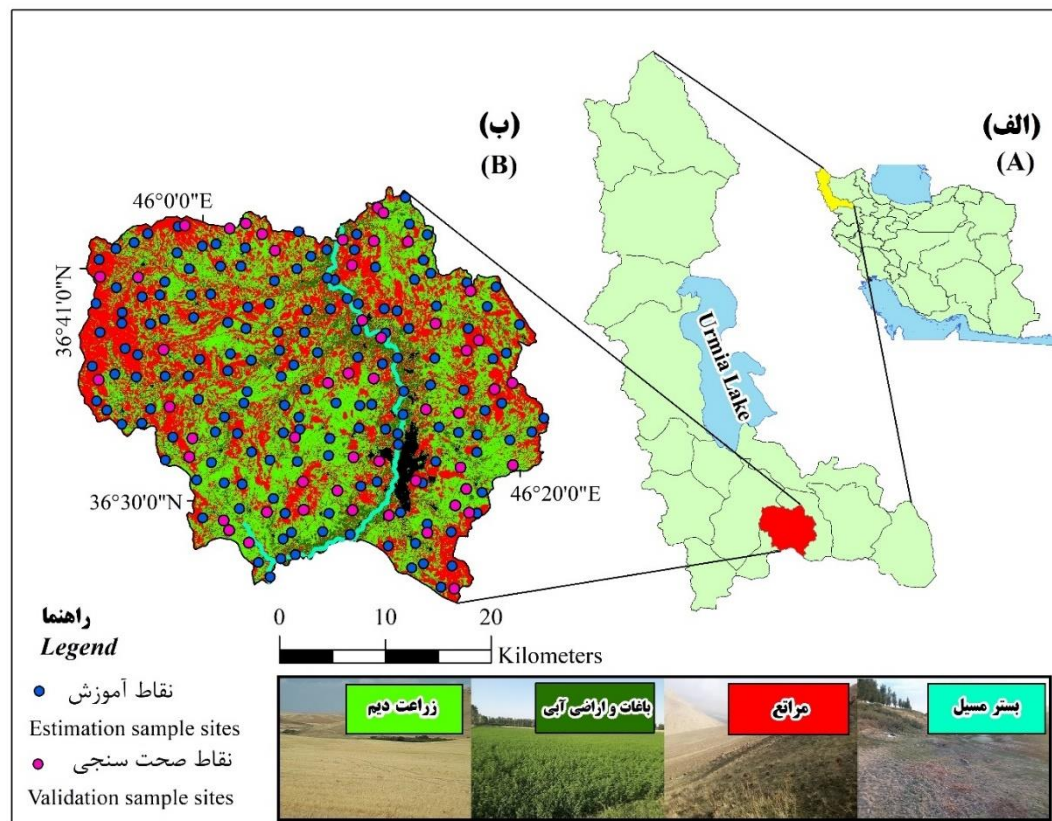 (الف)
(A)
(ب)
(B)
46°0'0"E
36°41'0"N
36°30'0"N
46°20'0"E
Urmia Lake
0 10 20
Kilometers
راهنما
Legend
نقاط آموزش
Estimation sample sites
نقاط صحت سنجی
Validation sample sites
بستر مسیل
مراتع
باغات و اراضی آبی
زراعت دیم